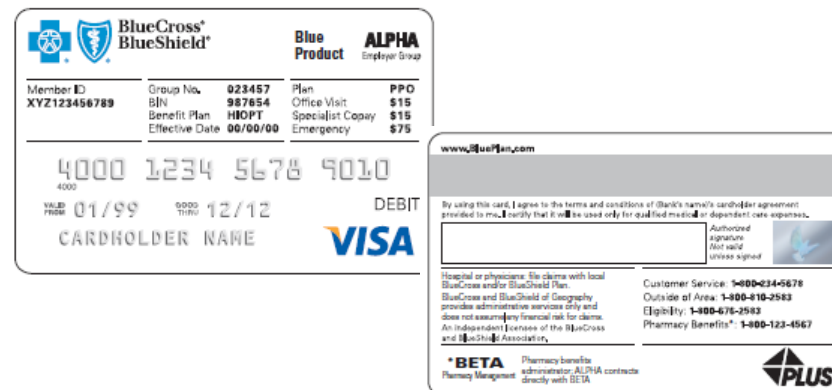 BlueCross®
BlueShield®
Blue
Product
ALPHA
Employer Group
Member ID
XYZ123456789
Group No. 023457
BIN 987654
Benefit Plan HIOPT
Effective Date 00/00/00
Plan PPO
Office Visit $15
Specialist Copay $15
Emergency $75
4000 1234 5678 9010
4000
VALID FROM 01/99 GOOD THRU 12/12
DEBIT
CARDHOLDER NAME
VISA
www.BluePlan.com
By using this card, I agree to the terms and conditions of (Bank's name)'s cardholder agreement
provided to me. I certify that it will be used only for qualified medical or dependent care expenses.
Authorized
signature
Not valid
unless signed
Hospital or physicians: file claims with local
BlueCross and/or BlueShield Plan.
BlueCross and BlueShield of Geography
provides administrative services only and
does not assume any financial risk for claims.
An independent licensee of the BlueCross
and BlueShield Association.
Customer Service: 1-800-234-5678
Outside of Area: 1-800-810-2583
Eligibility: 1-800-676-2583
Pharmacy Benefits*: 1-800-123-4567
*BETA
Pharmacy Management
Pharmacy benefits
administrator; ALPHA contracts
directly with BETA
PLUS